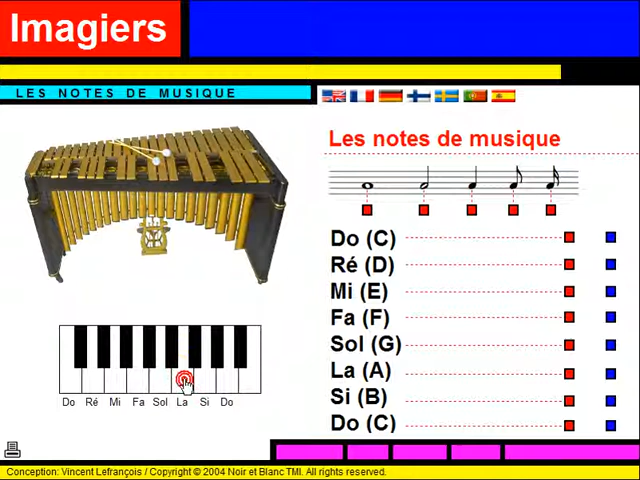 Imagiers
LES NOTES DE MUSIQUE
Les notes de musique
Do (C)
Ré (D)
Mi (E)
Fa (F)
Sol (G)
La (A)
Si (B)
Do (C)
Do Ré Mi Fa Sol La Si Do
Conception: Vincent Lefrançois / Copyright © 2004 Noir et Blanc TMI. All rights reserved.